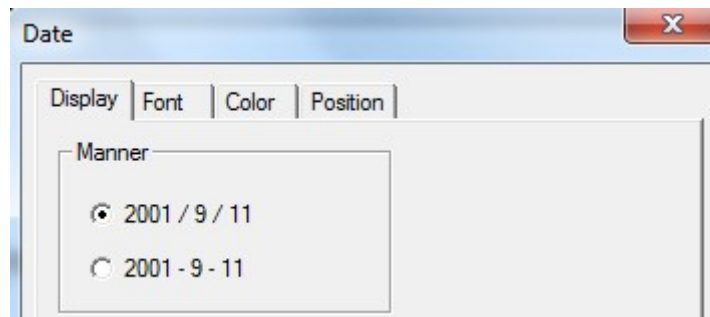 Date
Display Font Color Position
Manner
2001 / 9 / 11
2001 - 9 - 11